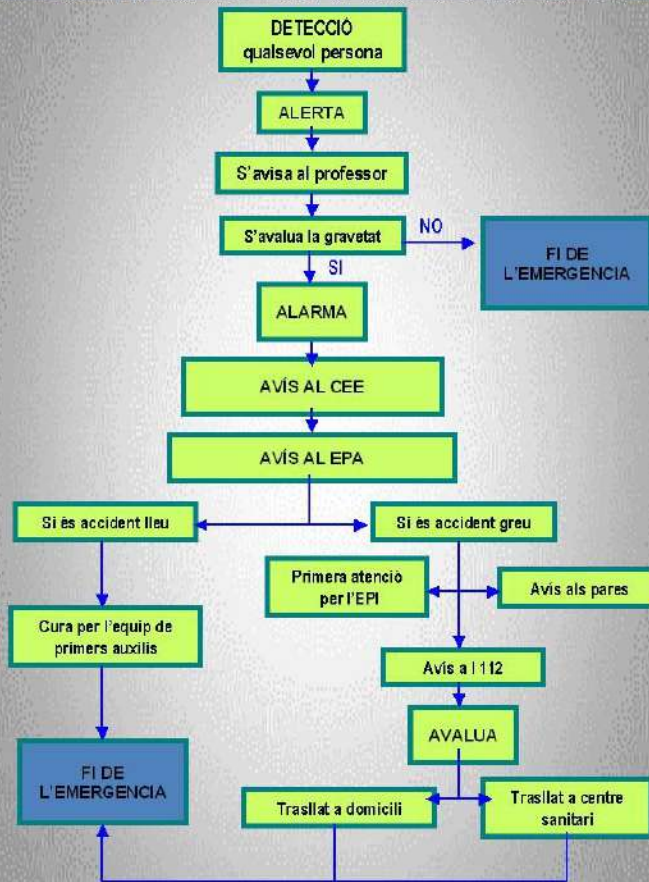 DETECCIÓ
qualsevol persona
ALERTA
S'avisa al professor
S'avalua la gravetat
NO
FI DE
L'EMERGENCIA
SI
ALARMA
AVÍS AL CEE
AVÍS AL EPA
Si és accident lleu
Si és accident greu
Primera atenció
per l'EPI
Avís als pares
Cura per l'equip de
primers auxilis
Avís a l 112
AVALUA
FI DE
L'EMERGENCIA
Trasllat a domicili
Trasllat a centre
sanitari